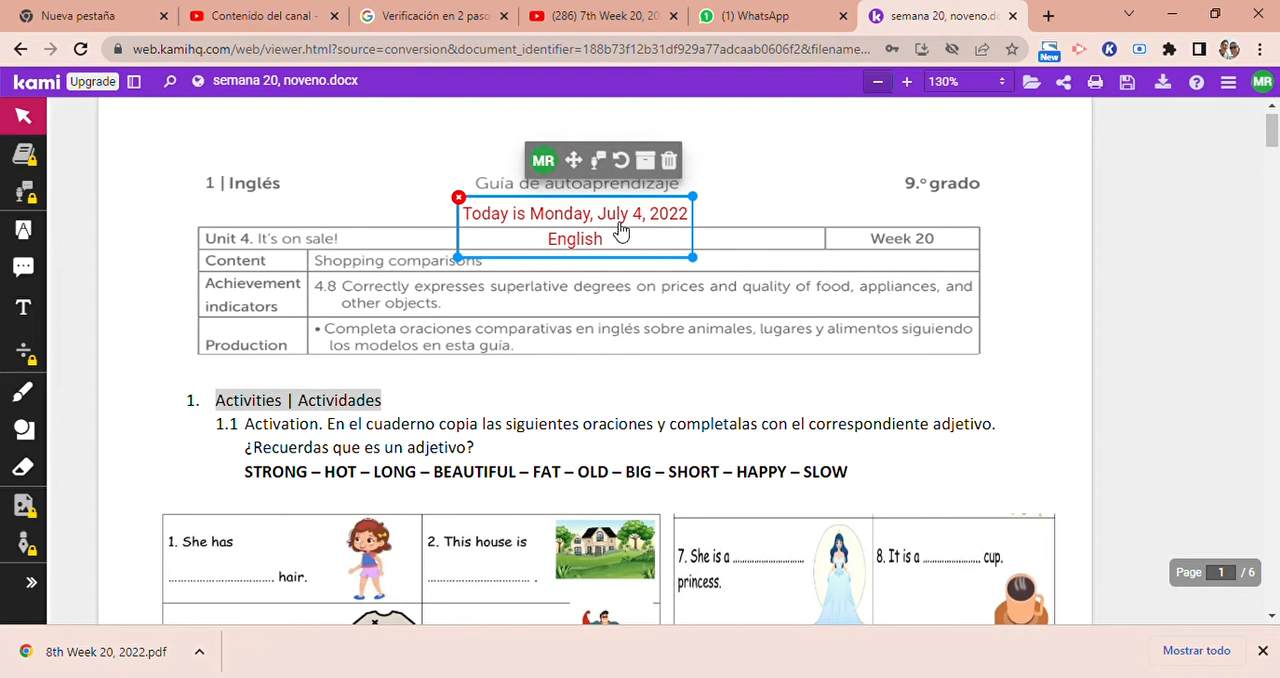 Nueva pestaña
Contenido del canal -
Verificación en 2 paso
(286) 7th Week 20, 20
(1) WhatsApp
semana 20, noveno.dc
web.kamihq.com/web/viewer.html?source=conversion&document_identifier=188b73f12b31df929a77adcaab0606f2&filename...
New
kami Upgrade semana 20, noveno.docx 130% MR
MR
1 | Inglés Guía de autoaprendizaje 9.° grado
Today is Monday, July 4, 2022
English
Unit 4. It's on sale! Week 20
Content Shopping comparisons
Achievement indicators 4.8 Correctly expresses superlative degrees on prices and quality of food, appliances, and
other objects.
Production • Completa oraciones comparativas en inglés sobre animales, lugares y alimentos siguiendo
los modelos en esta guía.
1. Activities | Actividades
1.1 Activation. En el cuaderno copia las siguientes oraciones y completalas con el correspondiente adjetivo.
¿Recuerdas que es un adjetivo?
STRONG – HOT – LONG – BEAUTIFUL – FAT – OLD – BIG – SHORT – HAPPY – SLOW
1. She has
................................ hair.
2. This house is
............................... .
7. She is a ......................
princess.
8. It is a .................. cup.
Page 1 / 6
8th Week 20, 2022.pdf
Mostrar todo